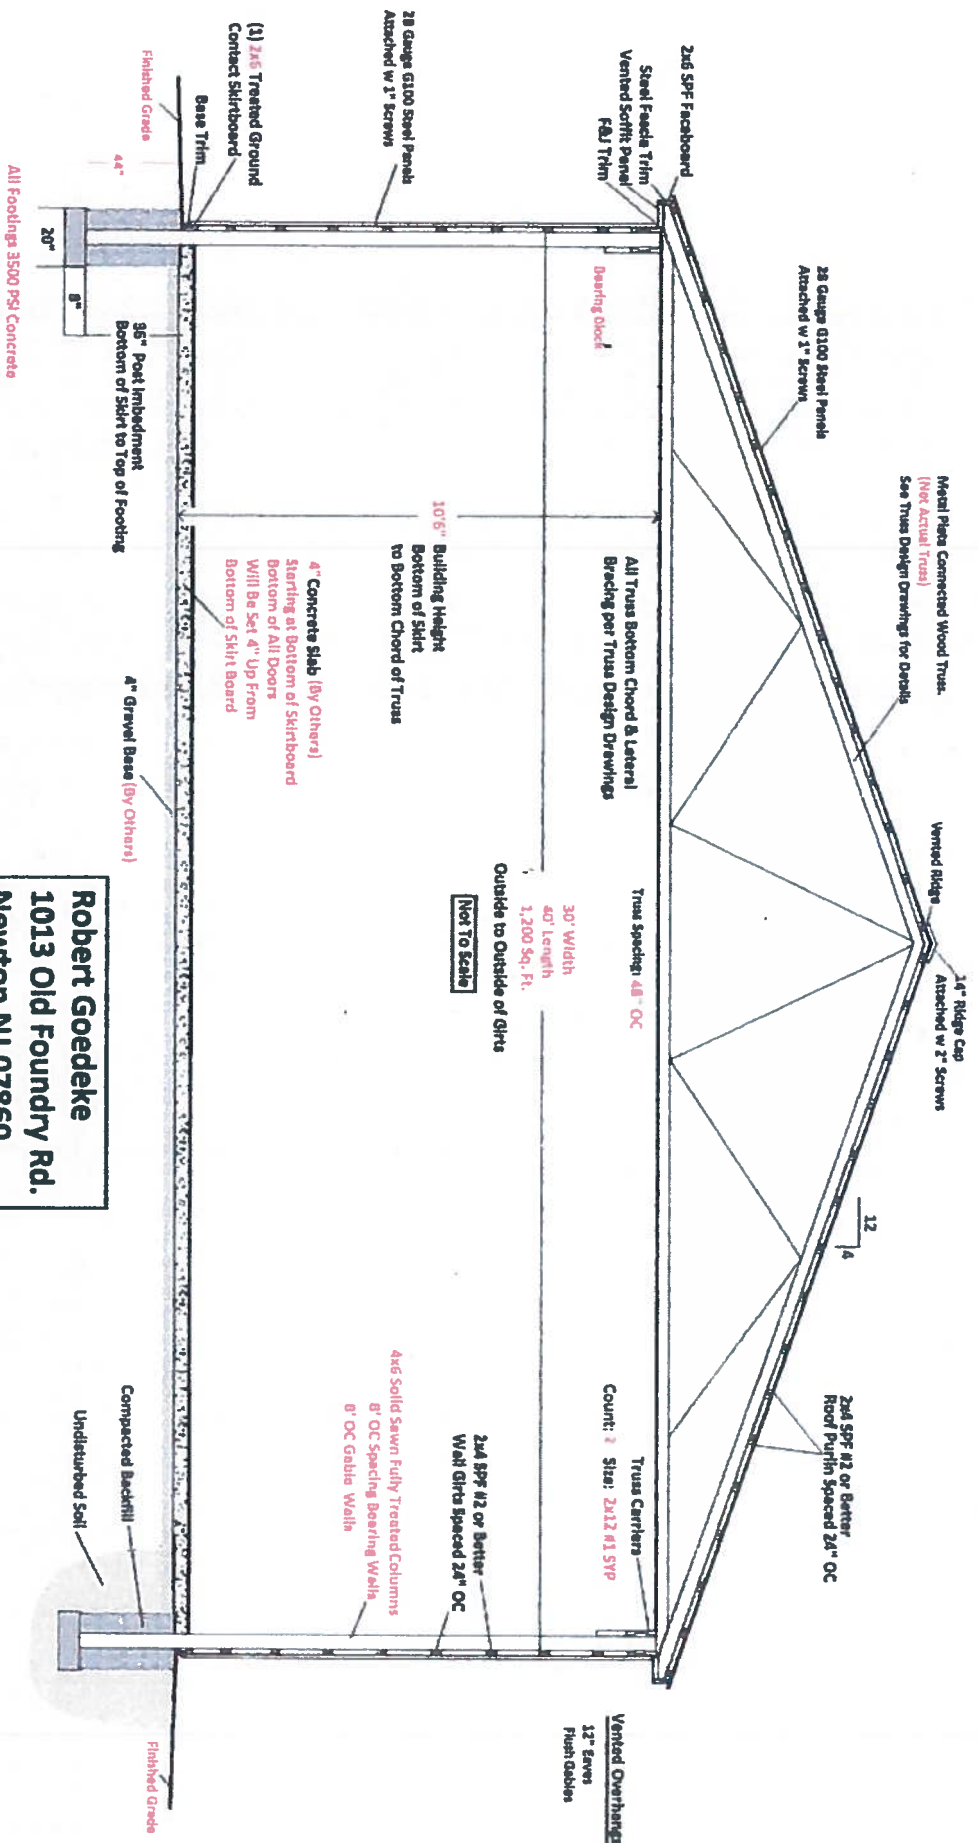 Metal Plate Connected Wood Truss.
(Not Actual Truss)
See Truss Design Drawings for Details
Vented Ridge
14" Ridge Cap
Attached w 2" Screws
12
4
28 Gauge G100 Steel Panels
Attached w 1" Screws
2x4 SPF #2 or Better
Roof Purlin Spaced 24" OC
2x6 SPF Faceboard
Steel Fascia Trim
Vented Soffit Panel
F&J Trim
Vented Overhangs
12" Eaves
Flush Gables
All Truss Bottom Chord & Lateral
Bracing per Truss Design Drawings
Truss Spacing: 48" OC
Truss Carriers
Count: 2 Size: 2x12 #1 SYP
Bearing Block
30' Width
40' Length
1,200 Sq. Ft.
Outside to Outside of Girts
Not To Scale
28 Gauge G100 Steel Panels
Attached w 1" Screws
10'6" Building Height
Bottom of Skirt
to Bottom Chord of Truss
2x4 SPF #2 or Better
Wall Girts Spaced 24" OC
4x6 Solid Sawn Fully Treated Columns
8' OC Spacing Bearing Walls
8' OC Gable Walls
(1) 2x6 Treated Ground
Contact Skirtboard
Base Trim
4" Concrete Slab (By Others)
Starting at Bottom of Skirtboard
Bottom of All Doors
Will Be Set 4" Up From
Bottom of Skirt Board
Finished Grade
44"
20"
8"
36" Post Imbedment
Bottom of Skirt to Top of Footing
4" Gravel Base (By Others)
Compacted Backfill
Undisturbed Soil
Finished Grade
All Footings 3500 PSI Concrete
Robert Goedeke
1013 Old Foundry Rd.
Newton NJ 07860